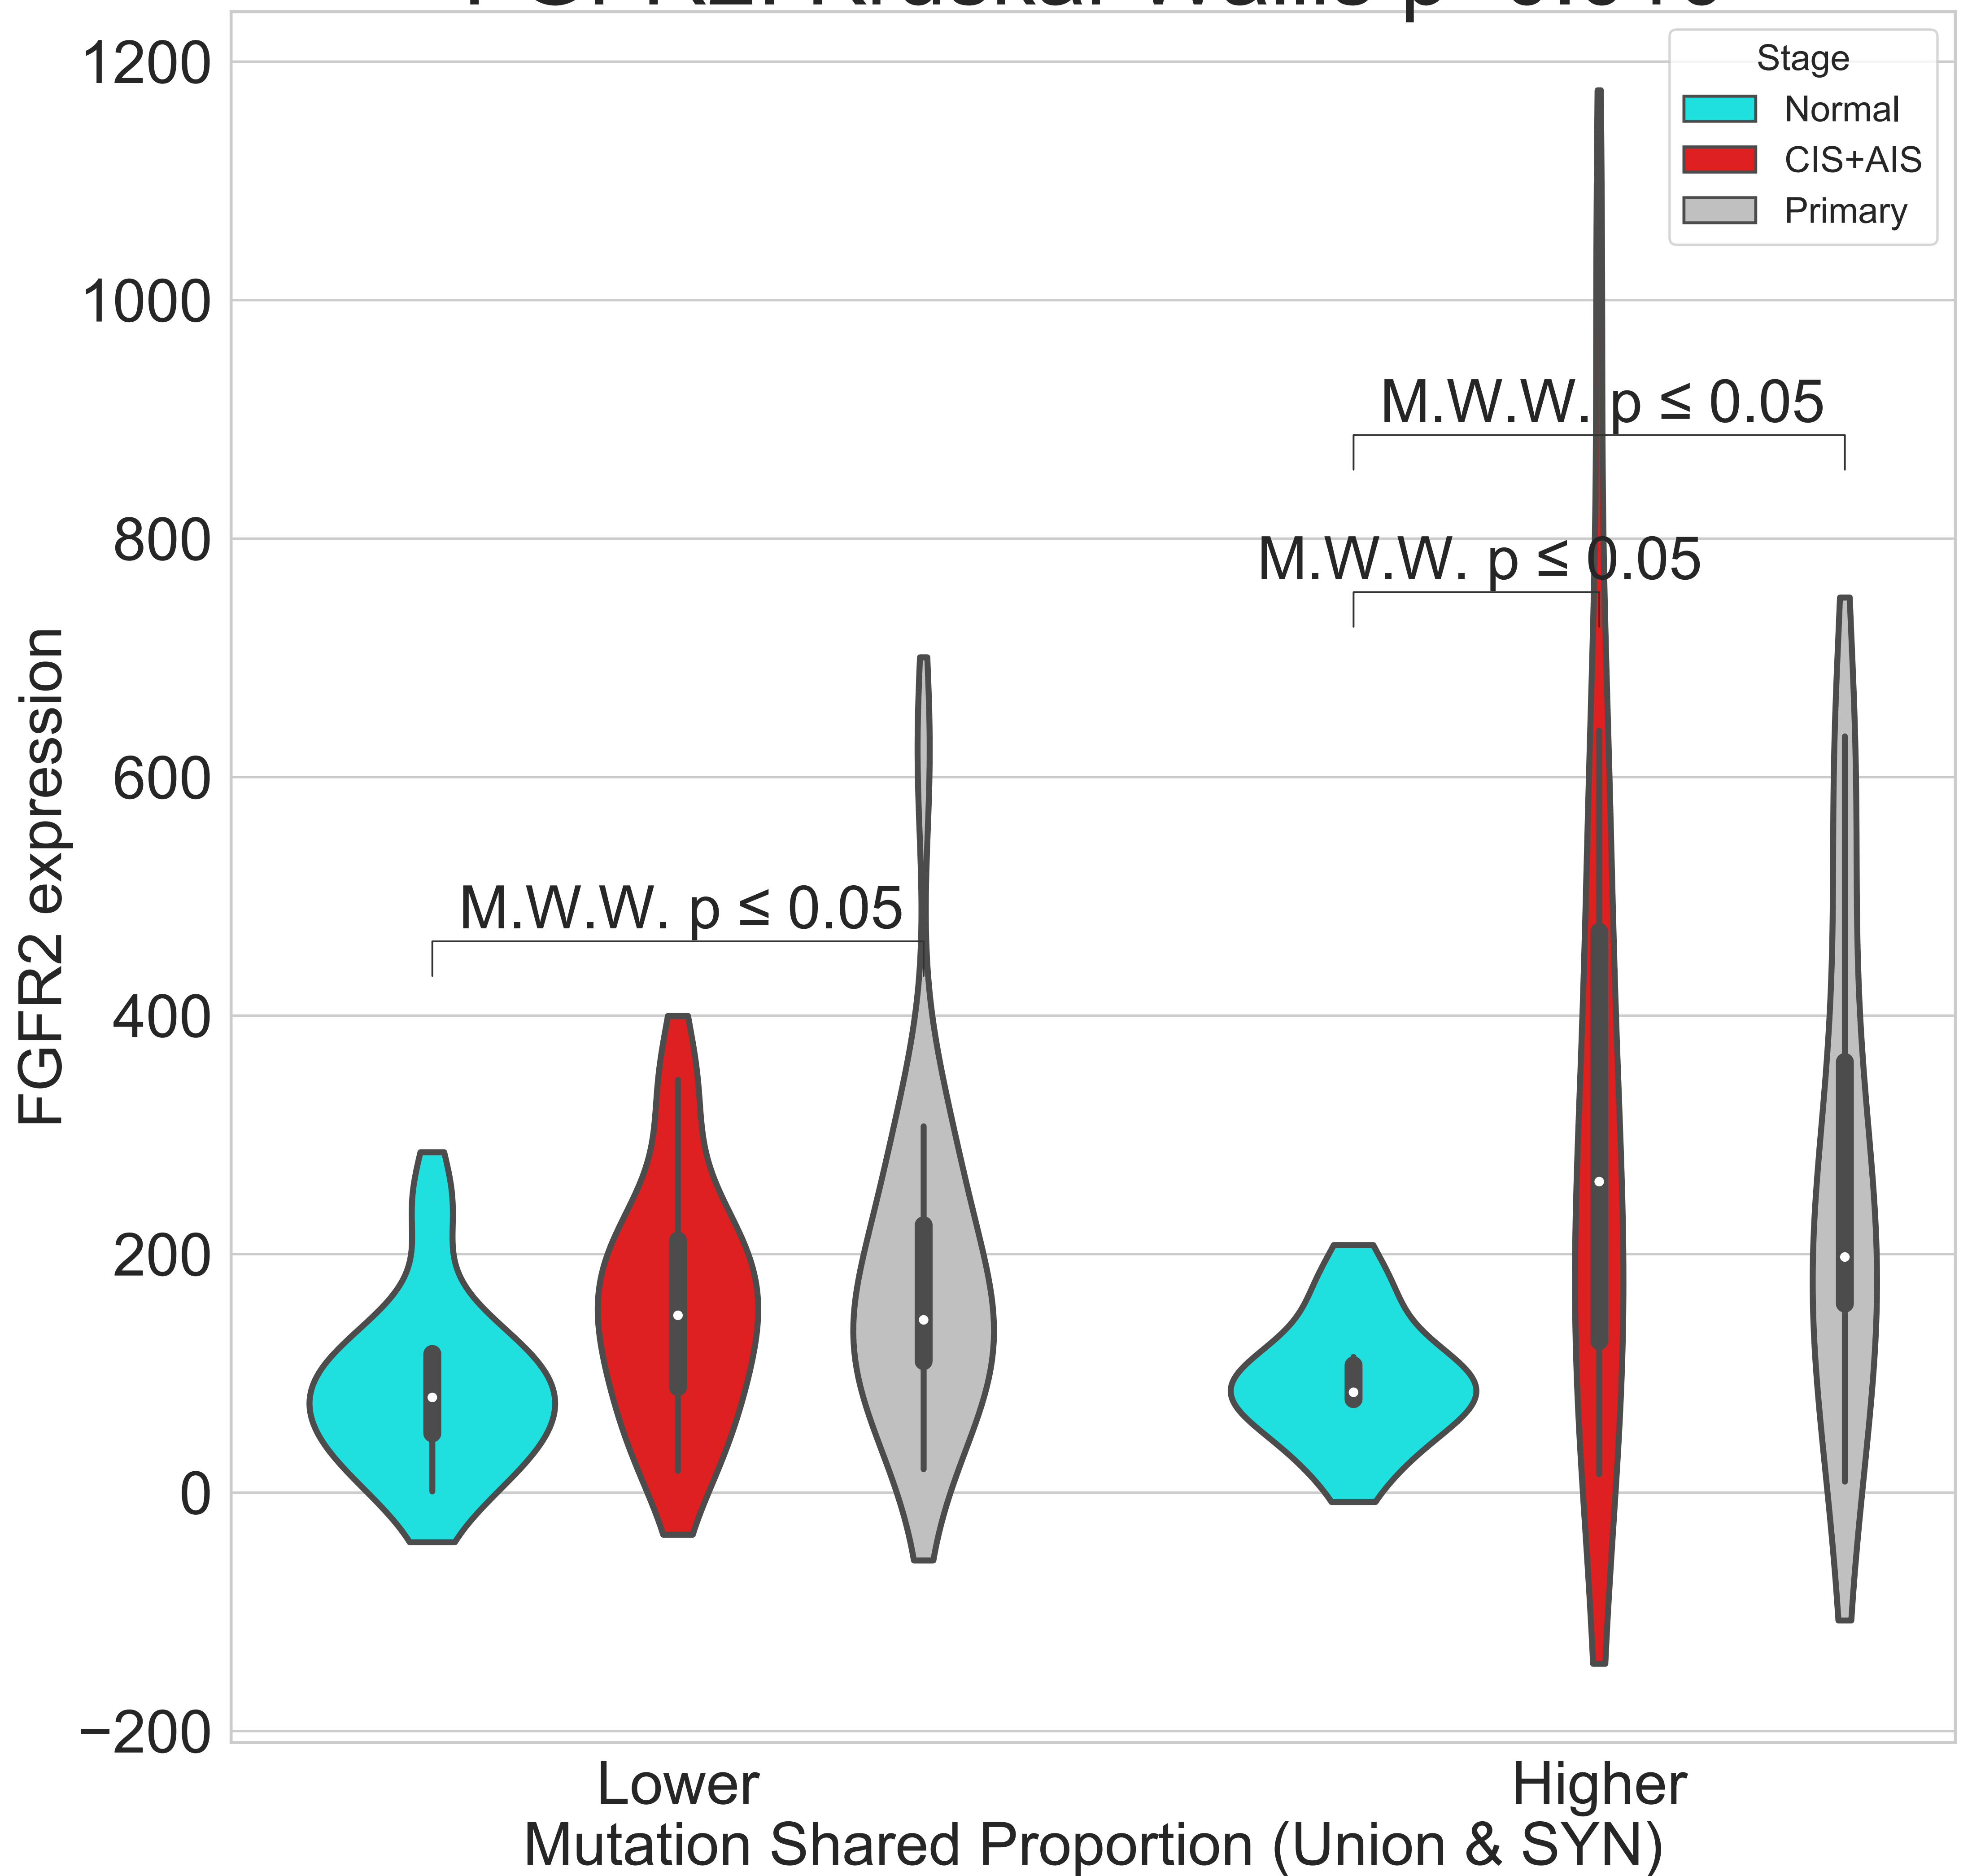 1200
1000
800
600
400
200
0
−200
FGFR2 expression
Stage
Normal
CIS+AIS
Primary
M.W.W. p ≤ 0.05
M.W.W. p ≤ 0.05
M.W.W. p ≤ 0.05
Lower
Higher
Mutation Shared Proportion (Union & SYN)